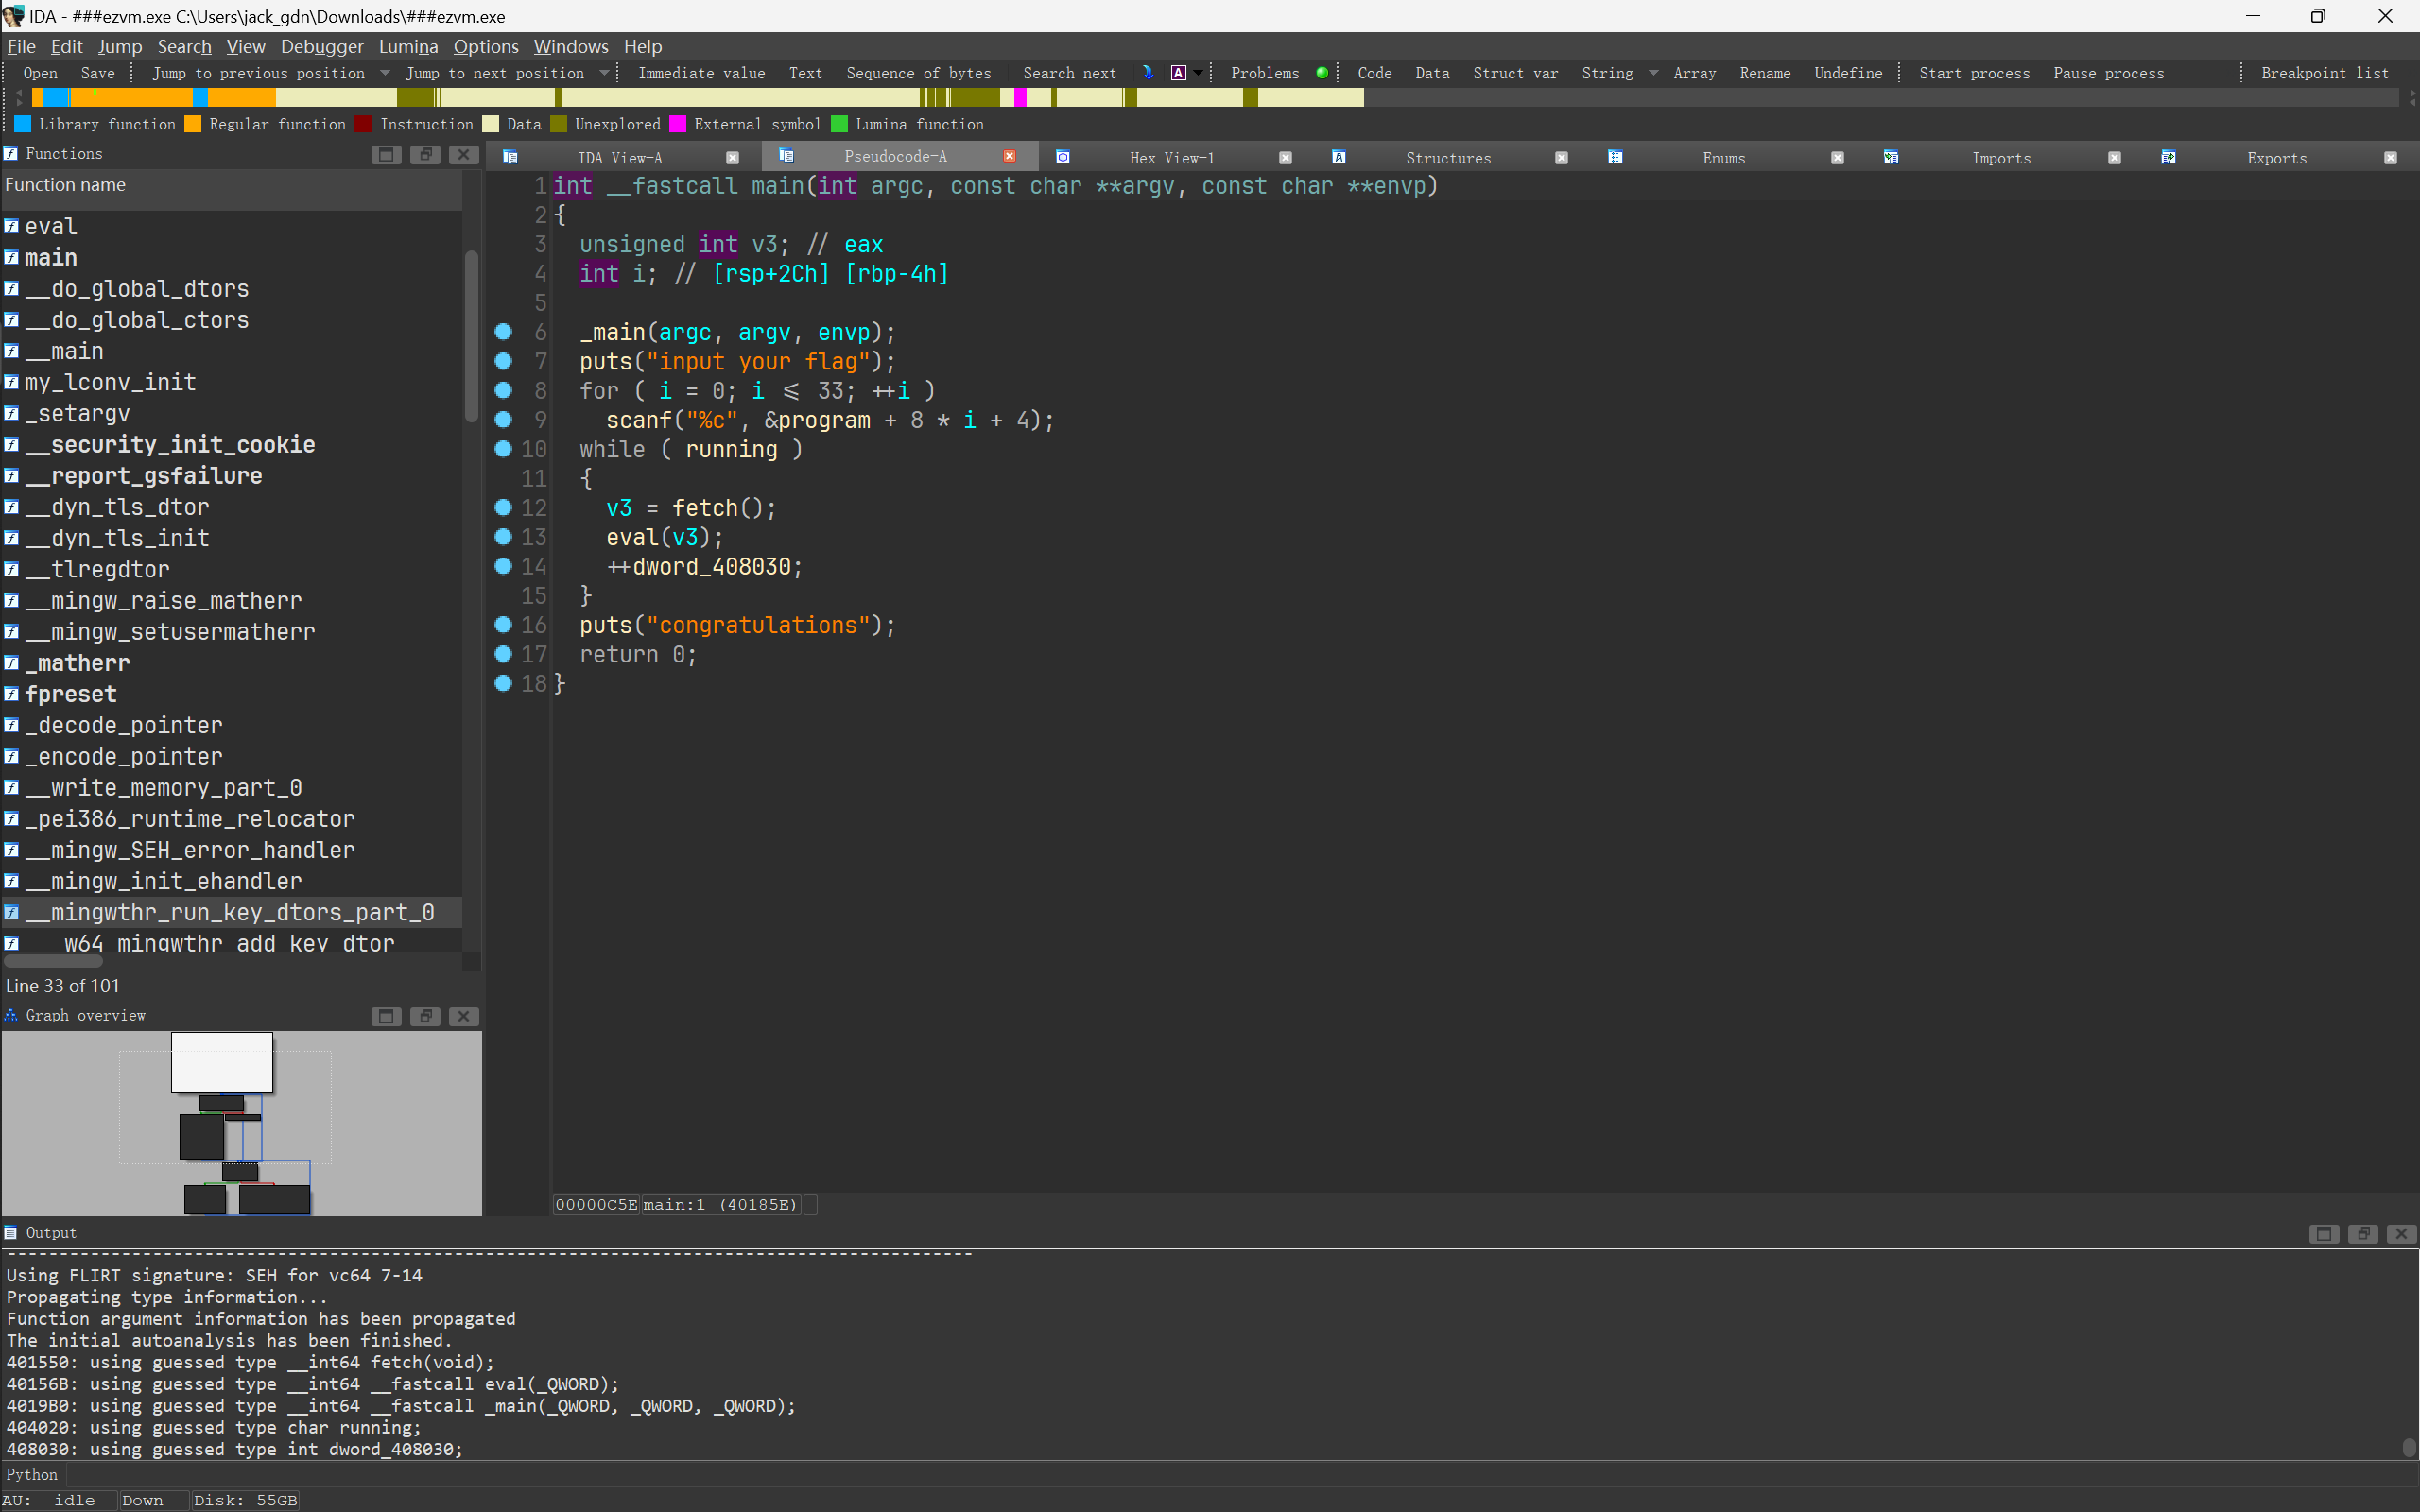 IDA - ###ezvm.exe C:\Users\jack_gdn\Downloads\###ezvm.exe
File Edit Jump Search View Debugger Lumina Options Windows Help
Open Save Jump to previous position Jump to next position Immediate value Text Sequence of bytes Search next A Problems Code Data Struct var String Array Rename Undefine Start process Pause process Breakpoint list
Library function Regular function Instruction Data Unexplored External symbol Lumina function
Functions
Function name
eval
main
__do_global_dtors
__do_global_ctors
__main
my_lconv_init
_setargv
__security_init_cookie
__report_gsfailure
__dyn_tls_dtor
__dyn_tls_init
__tlregdtor
__mingw_raise_matherr
__mingw_setusermatherr
_matherr
fpreset
_decode_pointer
_encode_pointer
__write_memory_part_0
_pei386_runtime_relocator
__mingw_SEH_error_handler
__mingw_init_ehandler
__mingwthr_run_key_dtors_part_0
___w64_mingwthr_add_key_dtor
Line 33 of 101
Graph overview
IDA View-A Pseudocode-A Hex View-1 Structures Enums Imports Exports
1 int __fastcall main(int argc, const char **argv, const char **envp)
2 {
3 unsigned int v3; // eax
4 int i; // [rsp+2Ch] [rbp-4h]
5
6 _main(argc, argv, envp);
7 puts("input your flag");
8 for ( i = 0; i <= 33; ++i )
9 scanf("%c", &program + 8 * i + 4);
10 while ( running )
11 {
12 v3 = fetch();
13 eval(v3);
14 ++dword_408030;
15 }
16 puts("congratulations");
17 return 0;
18 }
00000C5E main:1 (40185E)
Output
Using FLIRT signature: SEH for vc64 7-14
Propagating type information...
Function argument information has been propagated
The initial autoanalysis has been finished.
401550: using guessed type __int64 fetch(void);
40156B: using guessed type __int64 __fastcall eval(_QWORD);
4019B0: using guessed type __int64 __fastcall _main(_QWORD, _QWORD, _QWORD);
404020: using guessed type char running;
408030: using guessed type int dword_408030;
Python
AU: idle Down Disk: 55GB